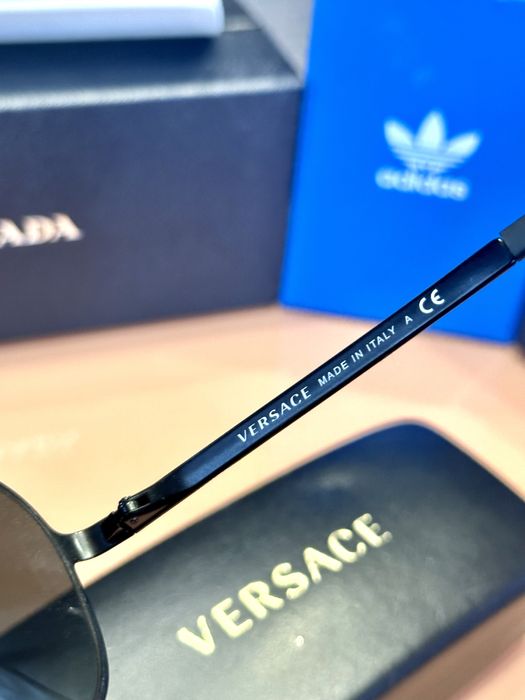 ADA
adidas
VERSACE MADE IN ITALY A CE
VERSACE